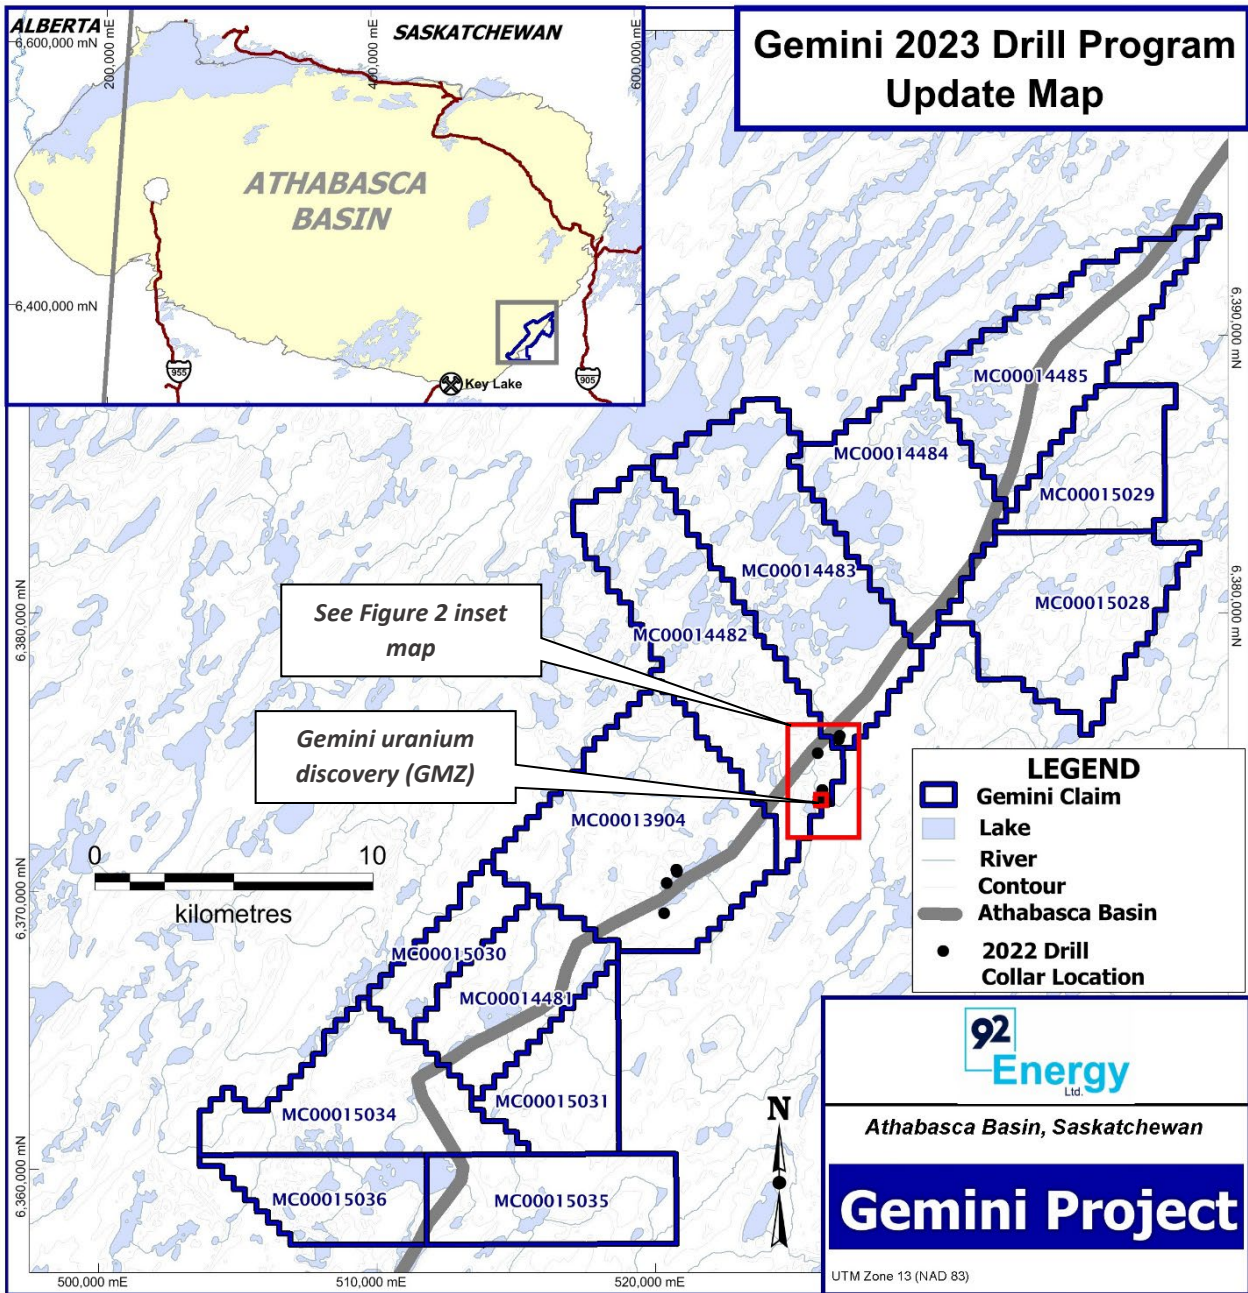 ALBERTA
SASKATCHEWAN
6,600,000 mN
200,000 mE
400,000 mE
600,000 mE
ATHABASCA
BASIN
6,400,000 mN
955
Key Lake
905
Gemini 2023 Drill Program
Update Map
6,390,000 mN
MC00014485
MC00014484
MC00015029
MC00014483
MC00015028
MC00014482
6,380,000 mN
6,380,000 mN
See Figure 2 inset
map
Gemini uranium
discovery (GMZ)
MC00013904
0
10
kilometres
6,370,000 mN
MC00015030
MC00014481
MC00015031
MC00015034
MC00015036
MC00015035
6,360,000 mN
500,000 mE
510,000 mE
520,000 mE
N
LEGEND
Gemini Claim
Lake
River
Contour
Athabasca Basin
2022 Drill
Collar Location
92
Energy
Ltd.
Athabasca Basin, Saskatchewan
Gemini Project
UTM Zone 13 (NAD 83)